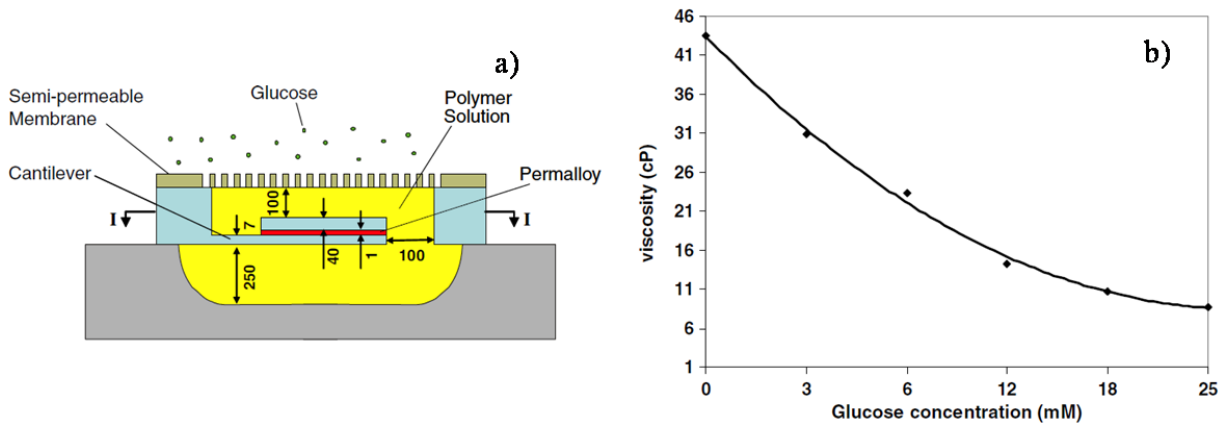 a)
Semi-permeable
Membrane
Glucose
Polymer
Solution
Cantilever
Permalloy
I
I
100
7
40
1
100
250
b)
viscosity (cP)
46
41
36
31
26
21
16
11
6
1
0
3
6
12
18
25
Glucose concentration (mM)